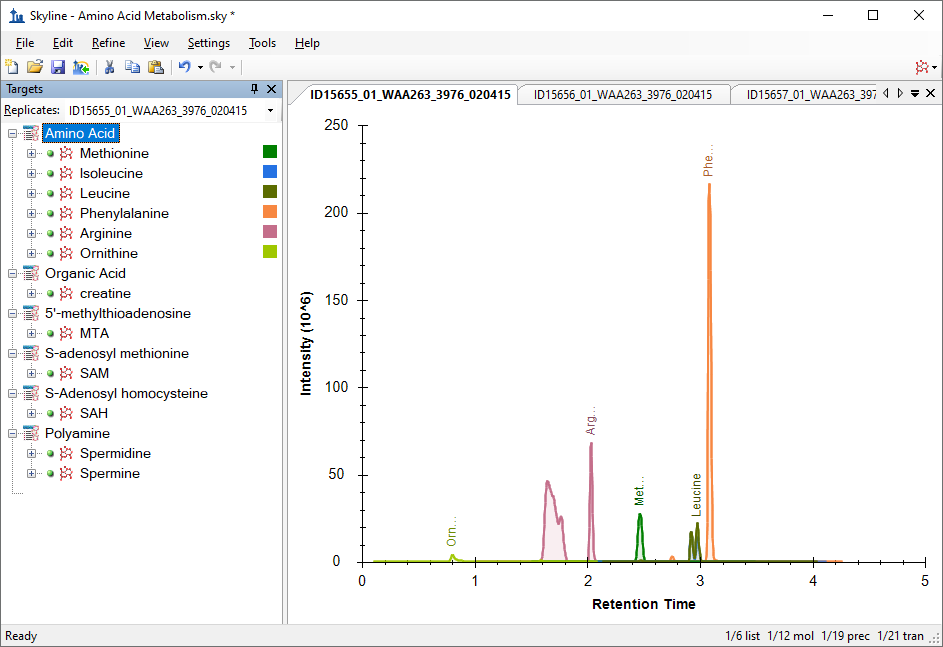 Skyline - Amino Acid Metabolism.sky *
File Edit Refine View Settings Tools Help
Targets
Replicates: ID15655_01_WAA263_3976_020415
Amino Acid
Methionine
Isoleucine
Leucine
Phenylalanine
Arginine
Ornithine
Organic Acid
creatine
5'-methylthioadenosine
MTA
S-adenosyl methionine
SAM
S-Adenosyl homocysteine
SAH
Polyamine
Spermidine
Spermine
ID15655_01_WAA263_3976_020415 ID15656_01_WAA263_3976_020415 ID15657_01_WAA263_397
250
200
150
100
50
0
Intensity (10^6)
Orn...
Arg...
Met...
Leucine
Phe...
0 1 2 3 4 5
Retention Time
Ready 1/6 list 1/12 mol 1/19 prec 1/21 tran